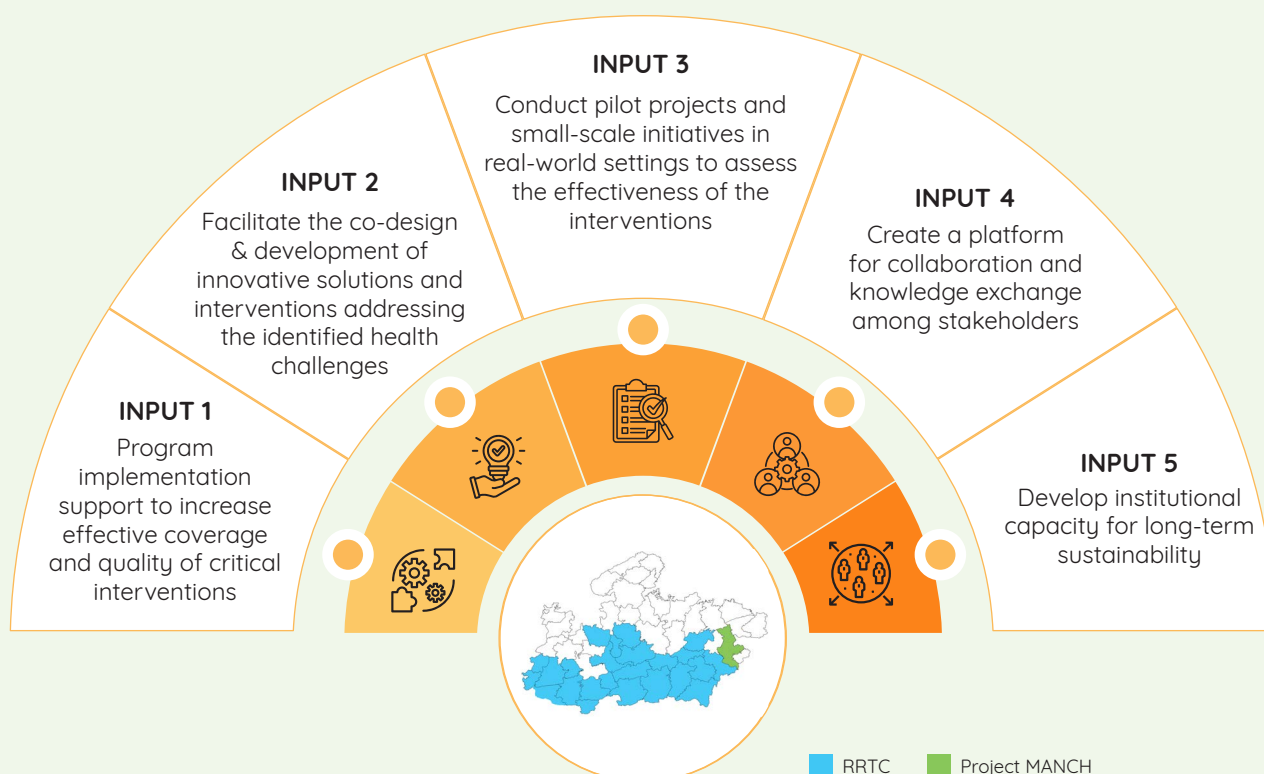 INPUT 1
Program
implementation
support to increase
effective coverage
and quality of critical
interventions
INPUT 2
Facilitate the co-design
& development of
innovative solutions and
interventions addressing
the identified health
challenges
INPUT 3
Conduct pilot projects and
small-scale initiatives in
real-world settings to assess
the effectiveness of the
interventions
INPUT 4
Create a platform
for collaboration and
knowledge exchange
among stakeholders
INPUT 5
Develop institutional
capacity for long-term
sustainability
RRTC
Project MANCH